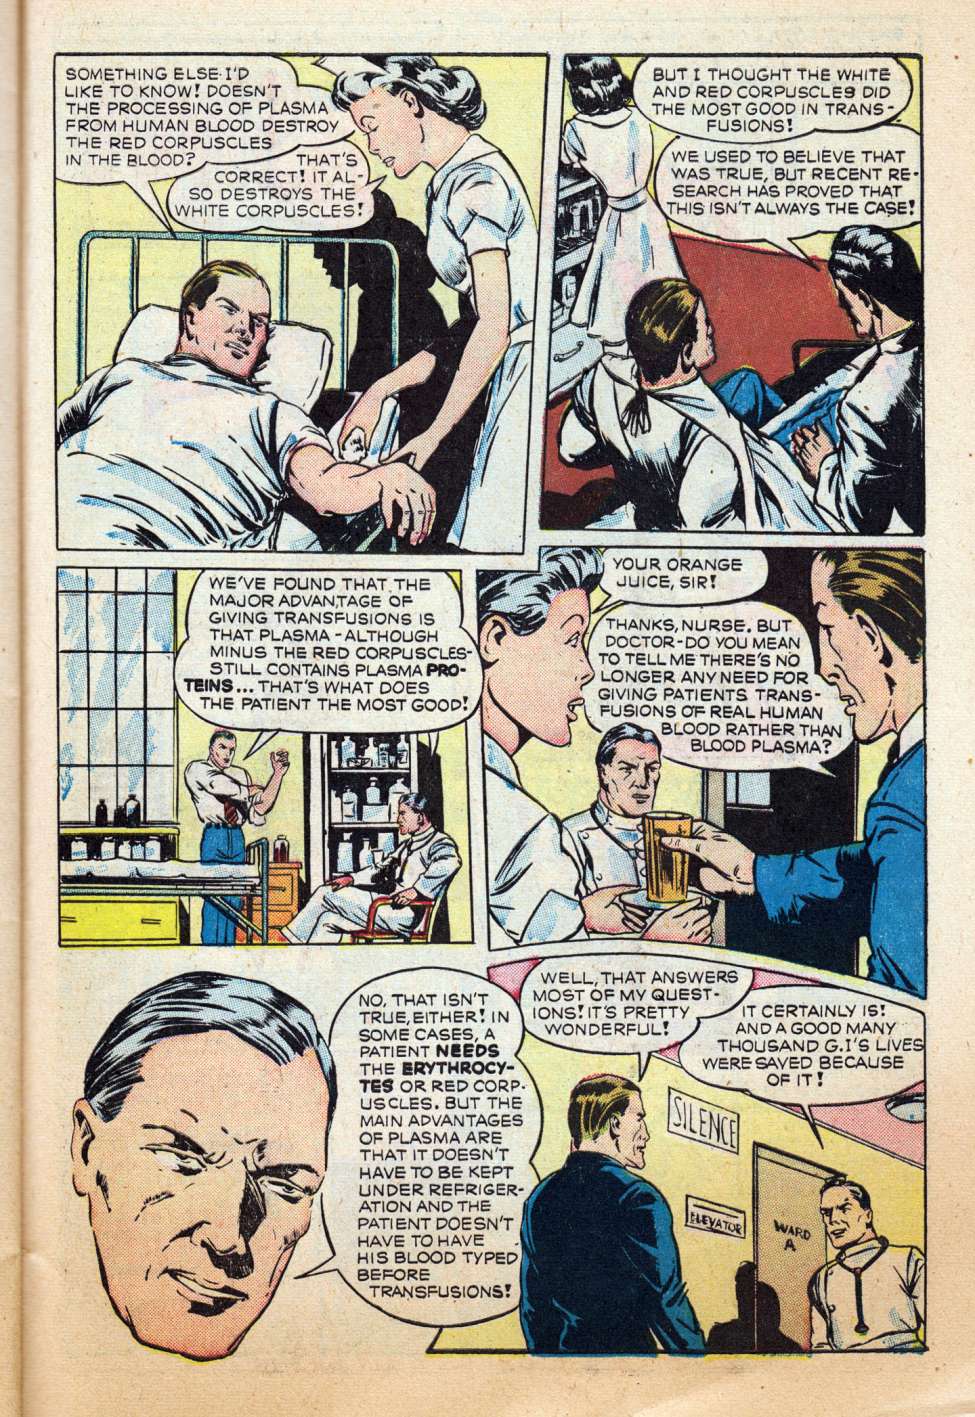 SOMETHING ELSE I'D
LIKE TO KNOW! DOESN'T
THE PROCESSING OF PLASMA
FROM HUMAN BLOOD DESTROY
THE RED CORPUSCLES
IN THE BLOOD?
THAT'S
CORRECT! IT AL-
SO DESTROYS THE
WHITE CORPUSCLES!
BUT I THOUGHT THE WHITE
AND RED CORPUSCLES DID
THE MOST GOOD IN TRANS-
FUSIONS!
WE USED TO BELIEVE THAT
WAS TRUE, BUT RECENT RE-
SEARCH HAS PROVED THAT
THIS ISN'T ALWAYS THE CASE!
WE'VE FOUND THAT THE
MAJOR ADVANTAGE OF
GIVING TRANSFUSIONS IS
THAT PLASMA-ALTHOUGH
MINUS THE RED CORPUSCLES-
STILL CONTAINS PLASMA PRO-
TEINS... THAT'S WHAT DOES
THE PATIENT THE MOST GOOD!
YOUR ORANGE
JUICE, SIR!
THANKS, NURSE. BUT
DOCTOR-DO YOU MEAN
TO TELL ME THERE'S NO
LONGER ANY NEED FOR
GIVING PATIENTS TRANS-
FUSIONS OF REAL HUMAN
BLOOD RATHER THAN
BLOOD PLASMA?
NO, THAT ISN'T
TRUE, EITHER! IN
SOME CASES, A
PATIENT NEEDS
THE ERYTHROCY-
TES OR RED CORP-
USCLES. BUT THE
MAIN ADVANTAGES
OF PLASMA ARE
THAT IT DOESN'T
HAVE TO BE KEPT
UNDER REFRIGER-
ATION AND THE
PATIENT DOESN'T
HAVE TO HAVE
HIS BLOOD TYPED
BEFORE
TRANSFUSIONS!
WELL, THAT ANSWERS
MOST OF MY QUEST-
IONS! IT'S PRETTY
WONDERFUL!
IT CERTAINLY IS!
AND A GOOD MANY
THOUSAND G.I'S LIVES
WERE SAVED BECAUSE
OF IT!
SILENCE
ELEVATOR
WARD
A